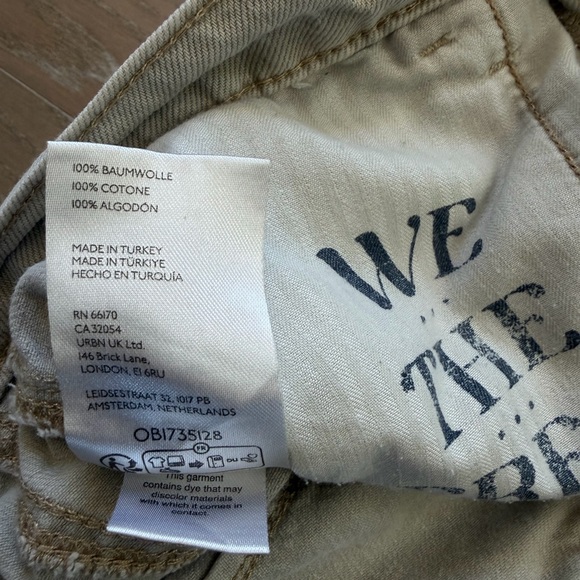 100% BAUMWOLLE
100% COTONE
100% ALGODÓN
MADE IN TURKEY
MADE IN TÜRKIYE
HECHO EN TURQUÍA
RN 66170
CA 32054
URBN UK Ltd.
146 Brick Lane,
LONDON, E1 6RU
LEIDSESTRAAT 32, 1017 PB
AMSTERDAM, NETHERLANDS
OB1735128
FR
OU
This garment
contains dye that may
discolor materials
with which it comes in
contact.
WE
THE